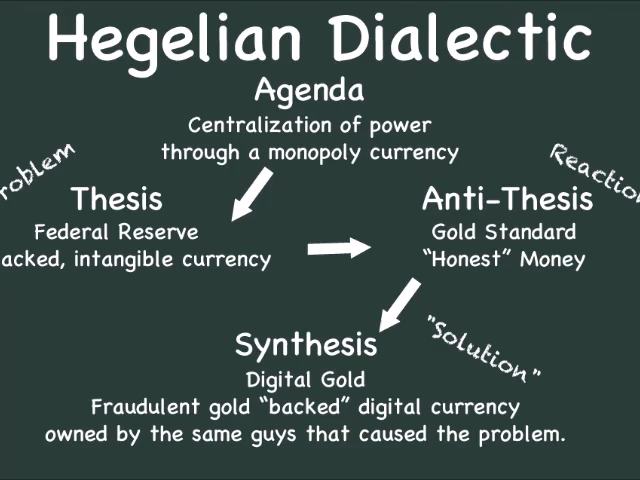 Hegelian Dialectic
Agenda
Centralization of power
through a monopoly currency
Thesis
Federal Reserve
intangible currency
Anti-Thesis
Gold Standard
“Honest” Money
Synthesis
"Solution"
Digital Gold
Fraudulent gold “backed” digital currency
owned by the same guys that caused the problem.